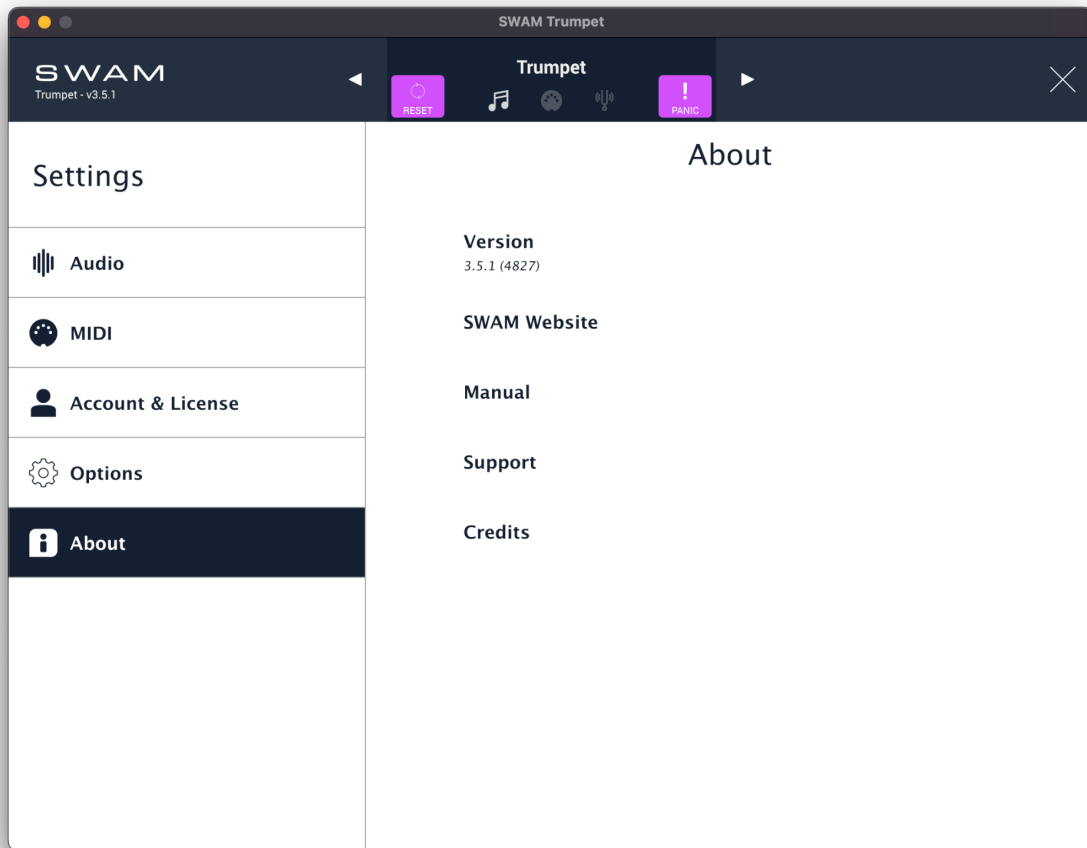 SWAM Trumpet
SWAM
Trumpet - v3.5.1
Trumpet
RESET
!
PANIC
Settings
Audio
MIDI
Account & License
Options
About
About
Version
3.5.1 (4827)
SWAM Website
Manual
Support
Credits